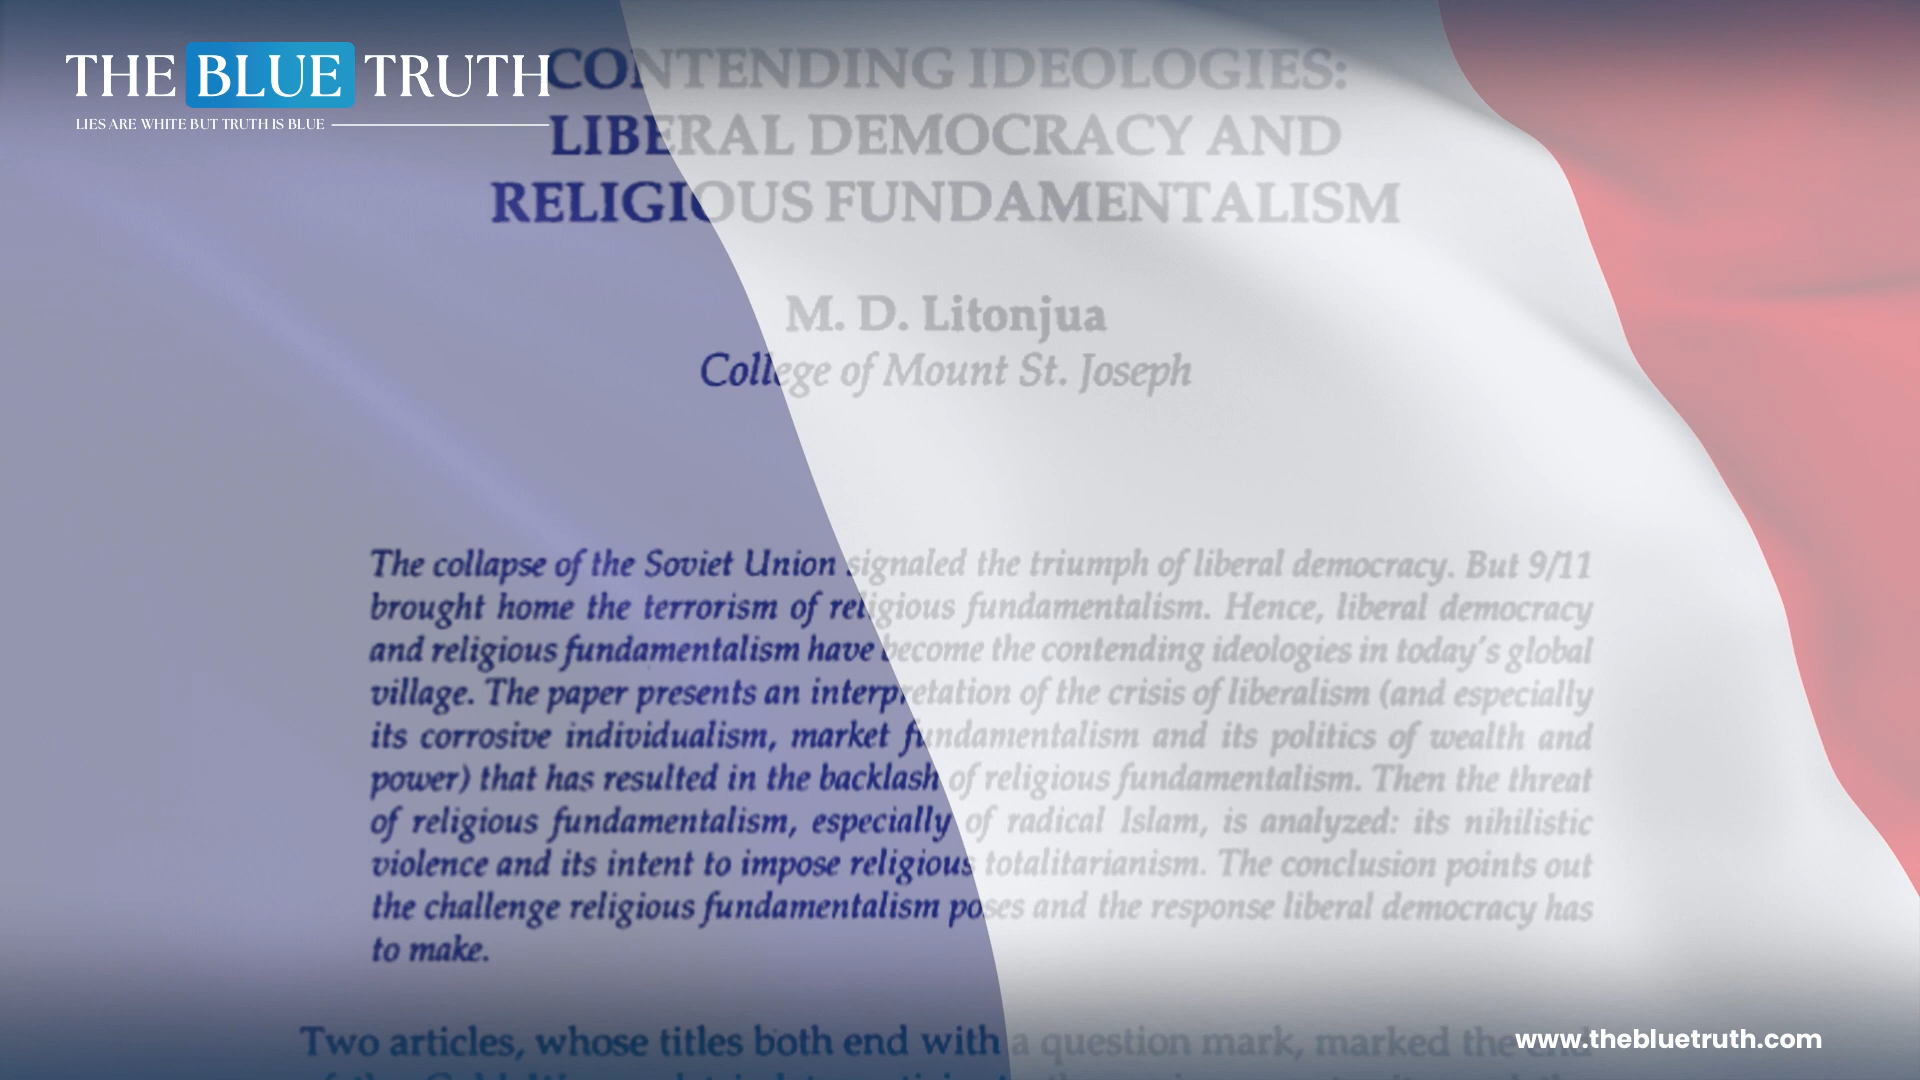 THE BLUE TRUTH
LIES ARE WHITE BUT TRUTH IS BLUE
CONTENDING IDEOLOGIES:
LIBERAL DEMOCRACY AND
RELIGIOUS FUNDAMENTALISM
M. D. Litonjua
College of Mount St. Joseph
The collapse of the Soviet Union signaled the triumph of liberal democracy. But 9/11
brought home the terrorism of religious fundamentalism. Hence, liberal democracy
and religious fundamentalism have become the contending ideologies in today's global
village. The paper presents an interpretation of the crisis of liberalism (and especially
its corrosive individualism, market fundamentalism and its politics of wealth and
power) that has resulted in the backlash of religious fundamentalism. Then the threat
of religious fundamentalism, especially of radical Islam, is analyzed: its nihilistic
violence and its intent to impose religious totalitarianism. The conclusion points out
the challenge religious fundamentalism poses and the response liberal democracy has
to make.
Two articles, whose titles both end with a question mark, marked the end
www.thebluetruth.com